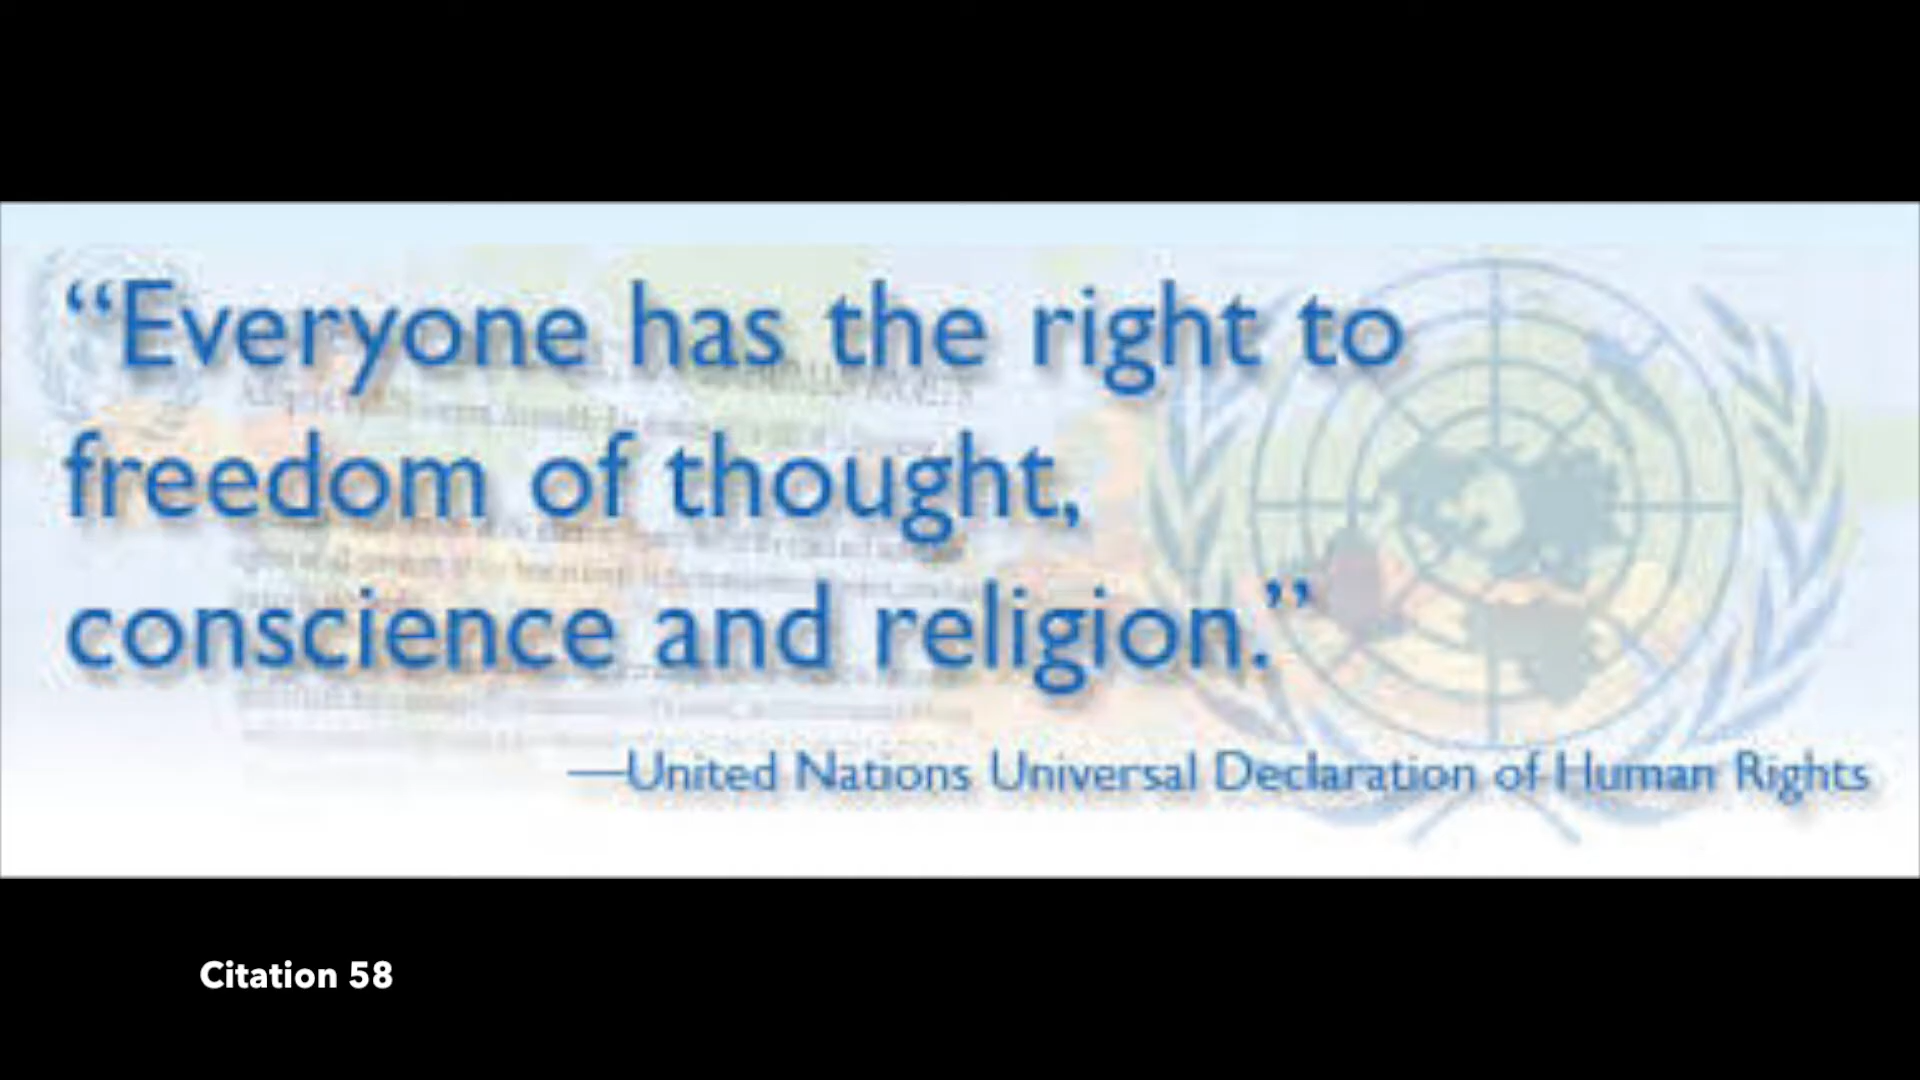 “Everyone has the right to
freedom of thought,
conscience and religion.”
—United Nations Universal Declaration of Human Rights
Citation 58